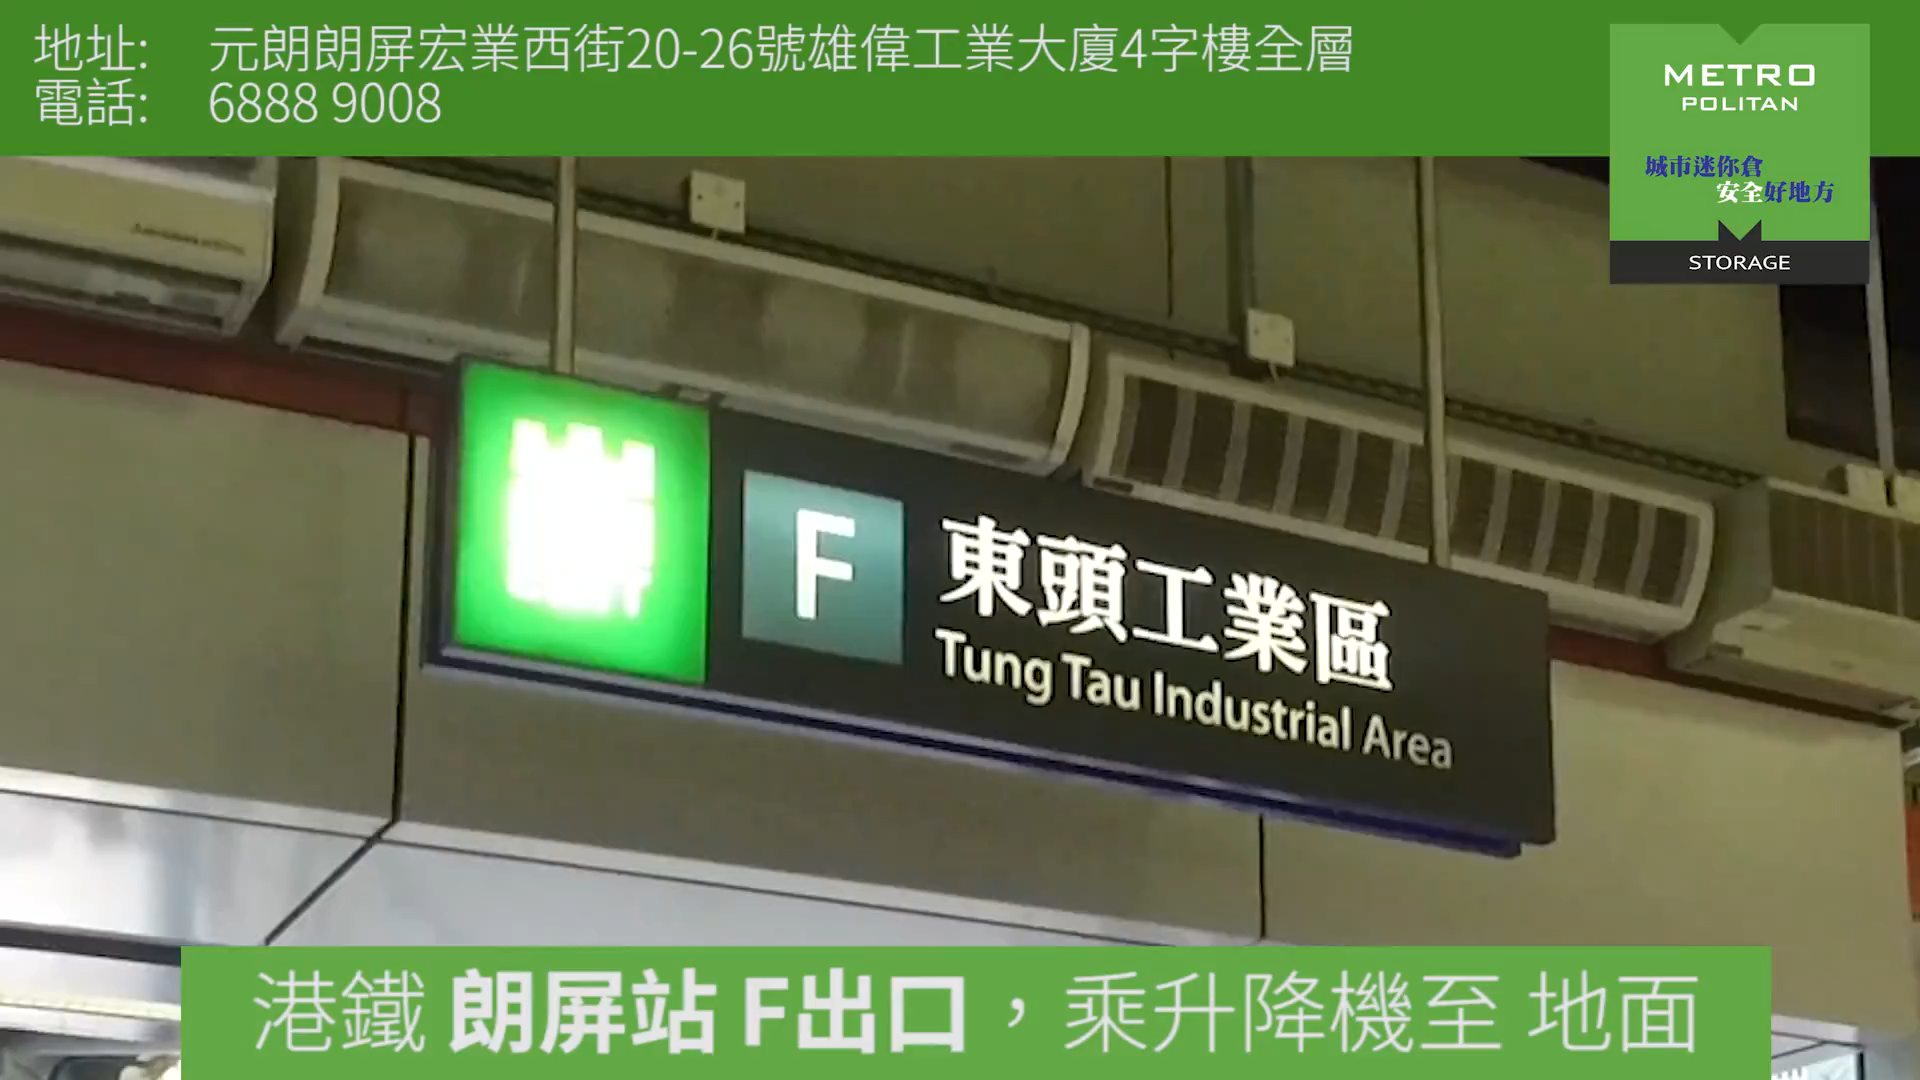 地址: 元朗朗屏宏業西街20-26號雄偉工業大廈4字樓全層
電話: 6888 9008
METRO
POLITAN
城市迷你倉
安全好地方
STORAGE
F 東頭工業區
Tung Tau Industrial Area
港鐵 朗屏站 F出口，乘升降機至 地面